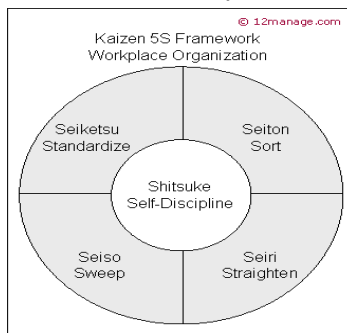 © 12manage.com
Kaizen 5S Framework
Workplace Organization
Seiketsu
Standardize
Seiton
Sort
Shitsuke
Self-Discipline
Seiso
Sweep
Seiri
Straighten